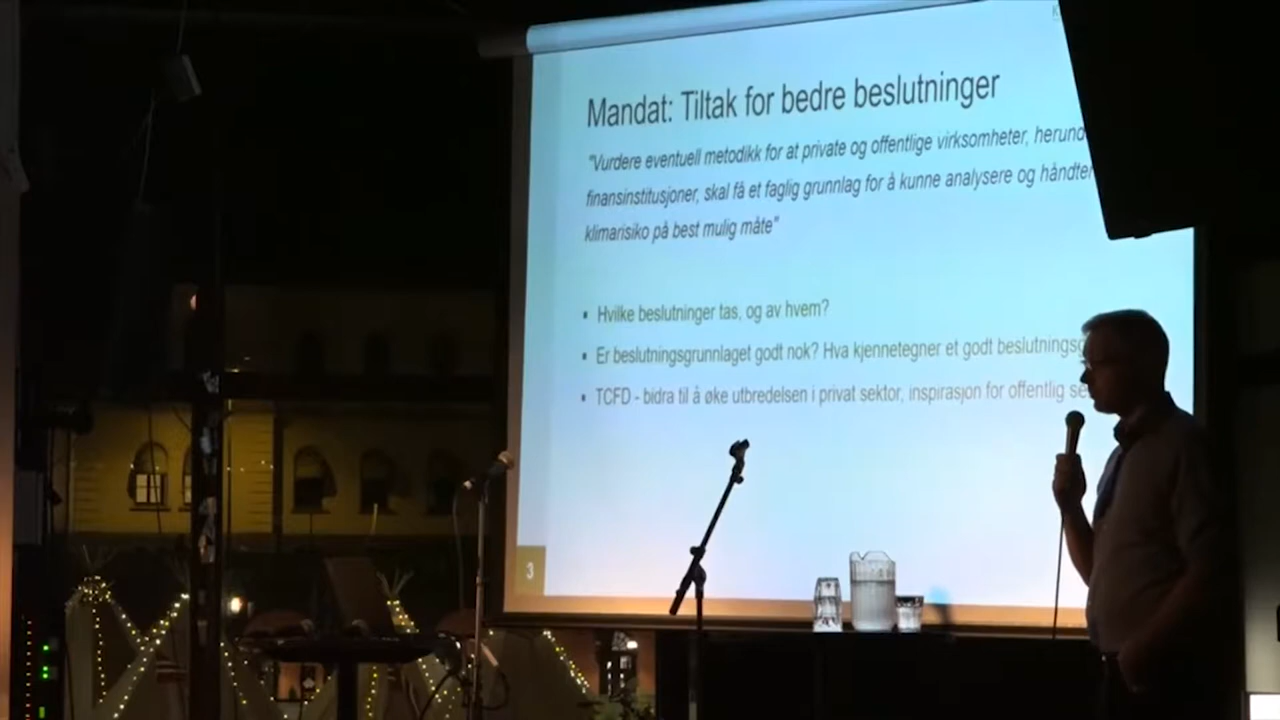 Mandat: Tiltak for bedre beslutninger
"Vurdere eventuell metodikk for at private og offentlige virksomheter, herund
finansinstitusjoner, skal få et faglig grunnlag for å kunne analysere og håndter
klimarisiko på best mulig måte"
▪ Hvilke beslutninger tas, og av hvem?
▪ Er beslutningsgrunnlaget godt nok? Hva kjennetegner et godt beslutningsg
▪ TCFD - bidra til å øke utbredelsen i privat sektor, inspirasjon for offentlig se
3